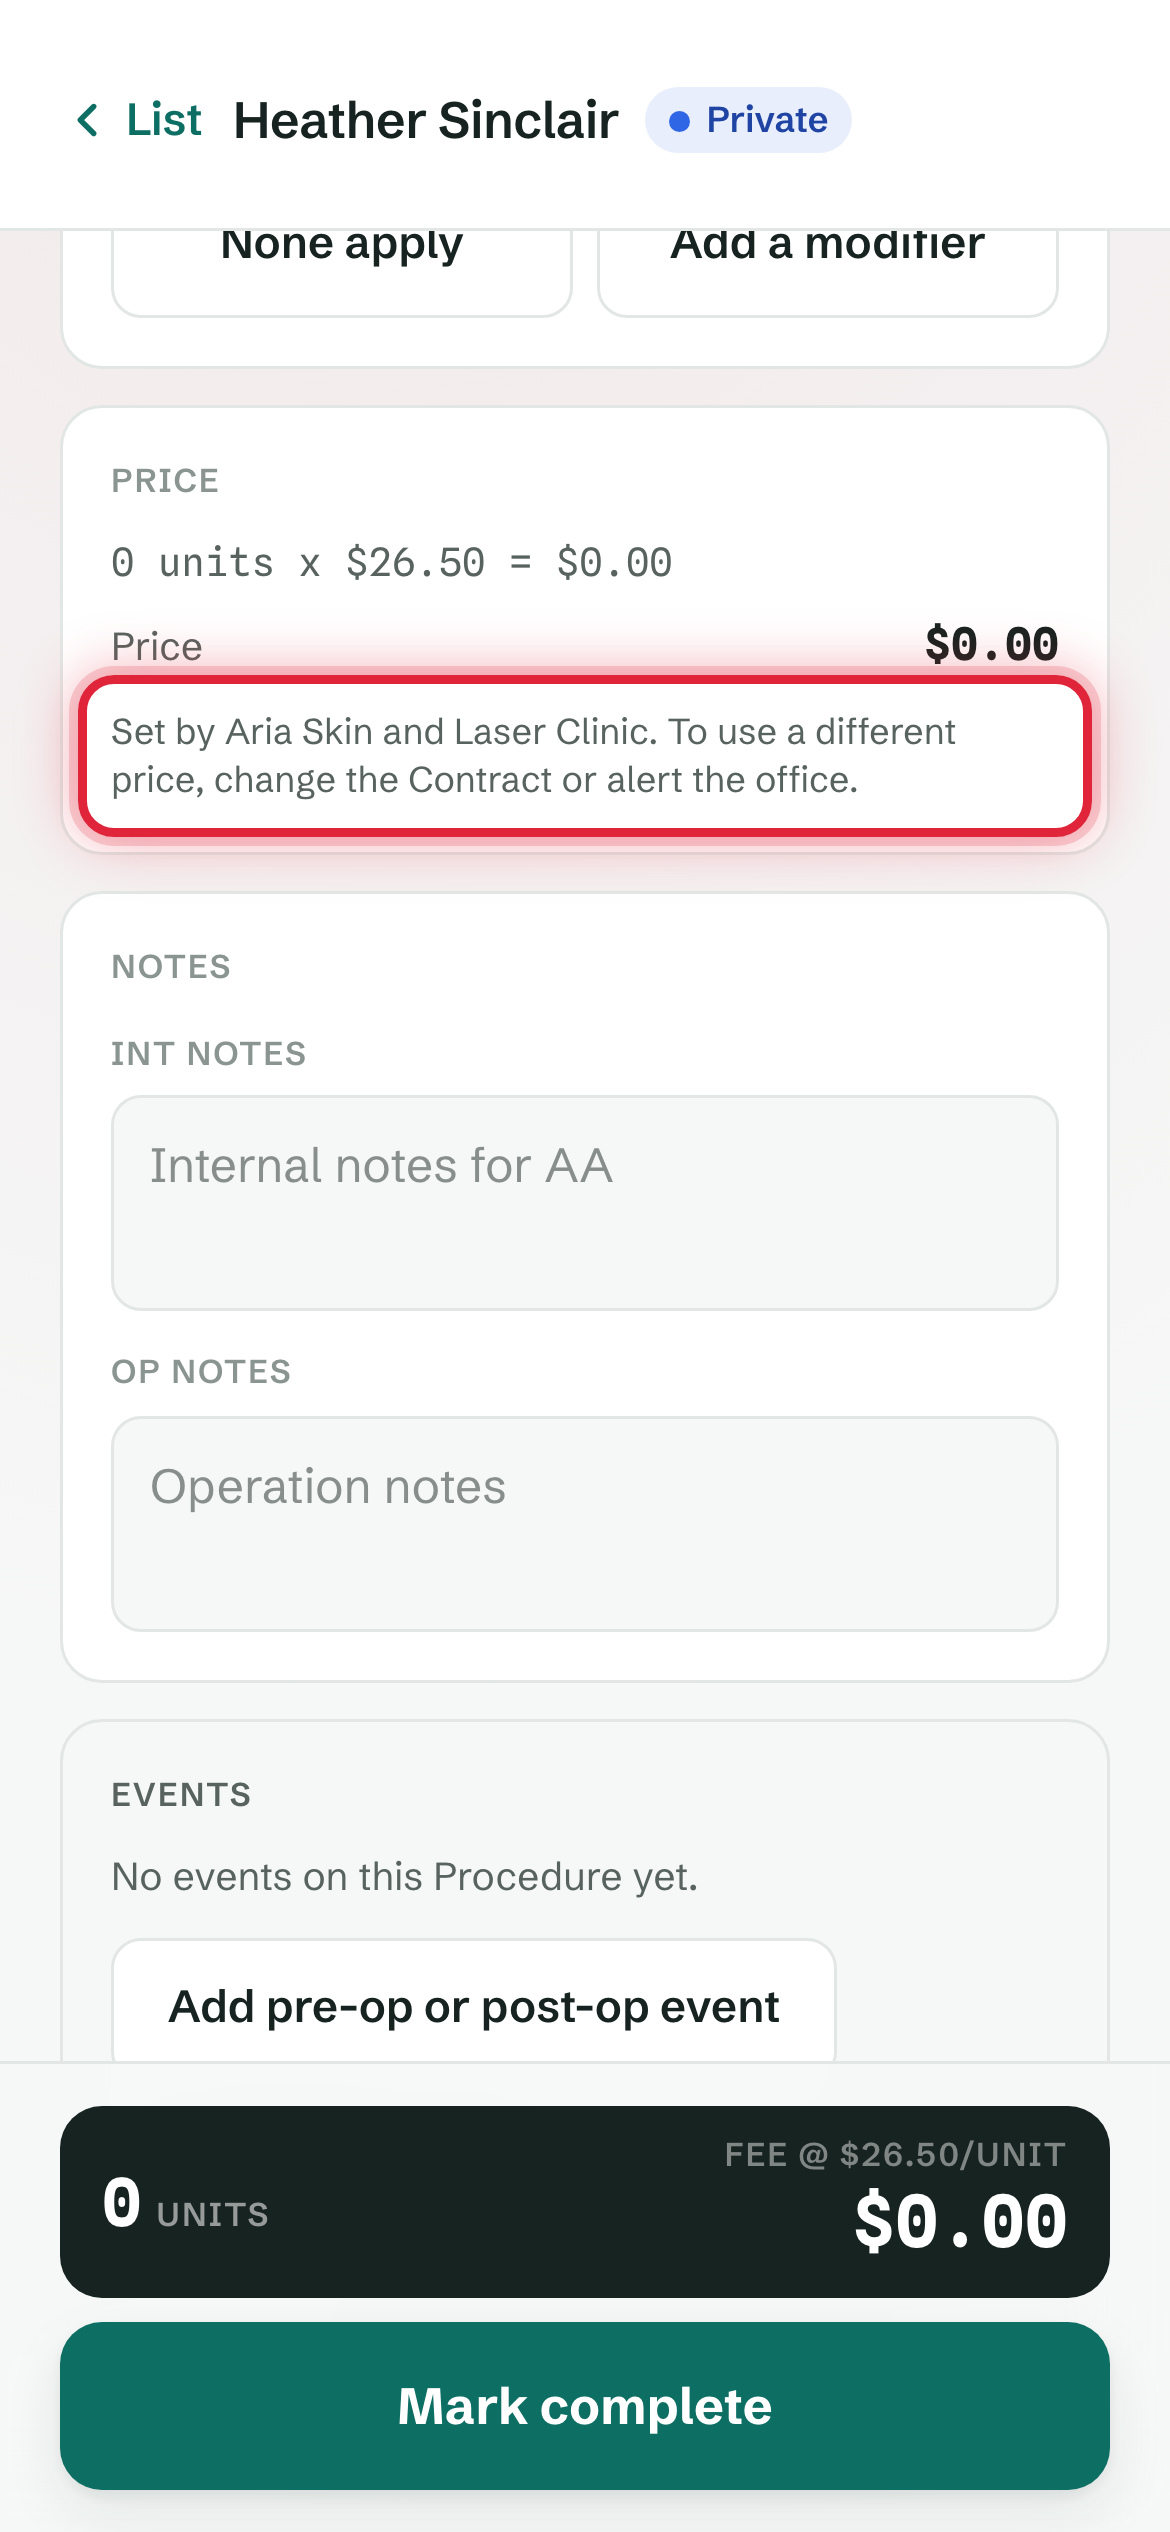 List Heather Sinclair Private
None apply Add a modifier
PRICE
0 units x $26.50 = $0.00
Price $0.00
Set by Aria Skin and Laser Clinic. To use a different
price, change the Contract or alert the office.
NOTES
INT NOTES
Internal notes for AA
OP NOTES
Operation notes
EVENTS
No events on this Procedure yet.
Add pre-op or post-op event
FEE @ $26.50/UNIT
0 UNITS $0.00
Mark complete